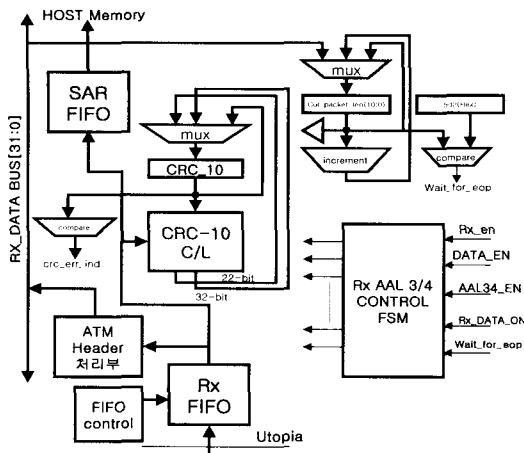 HOST Memory
SAR
FIFO
mux
CRC_10
compare
crc_err_ind
CRC-10
C/L
22-bit
32-bit
RX_DATA BUS[31:0]
ATM
Header
처리부
FIFO
control
Rx
FIFO
Utopia
mux
Cur_packet_len(10:0)
increment
compare
Wait_for_eop
Rx AAL 3/4
CONTROL
FSM
Rx_en
DATA_EN
AAL34_EN
Rx_DATA_ON
Wait_for_eop